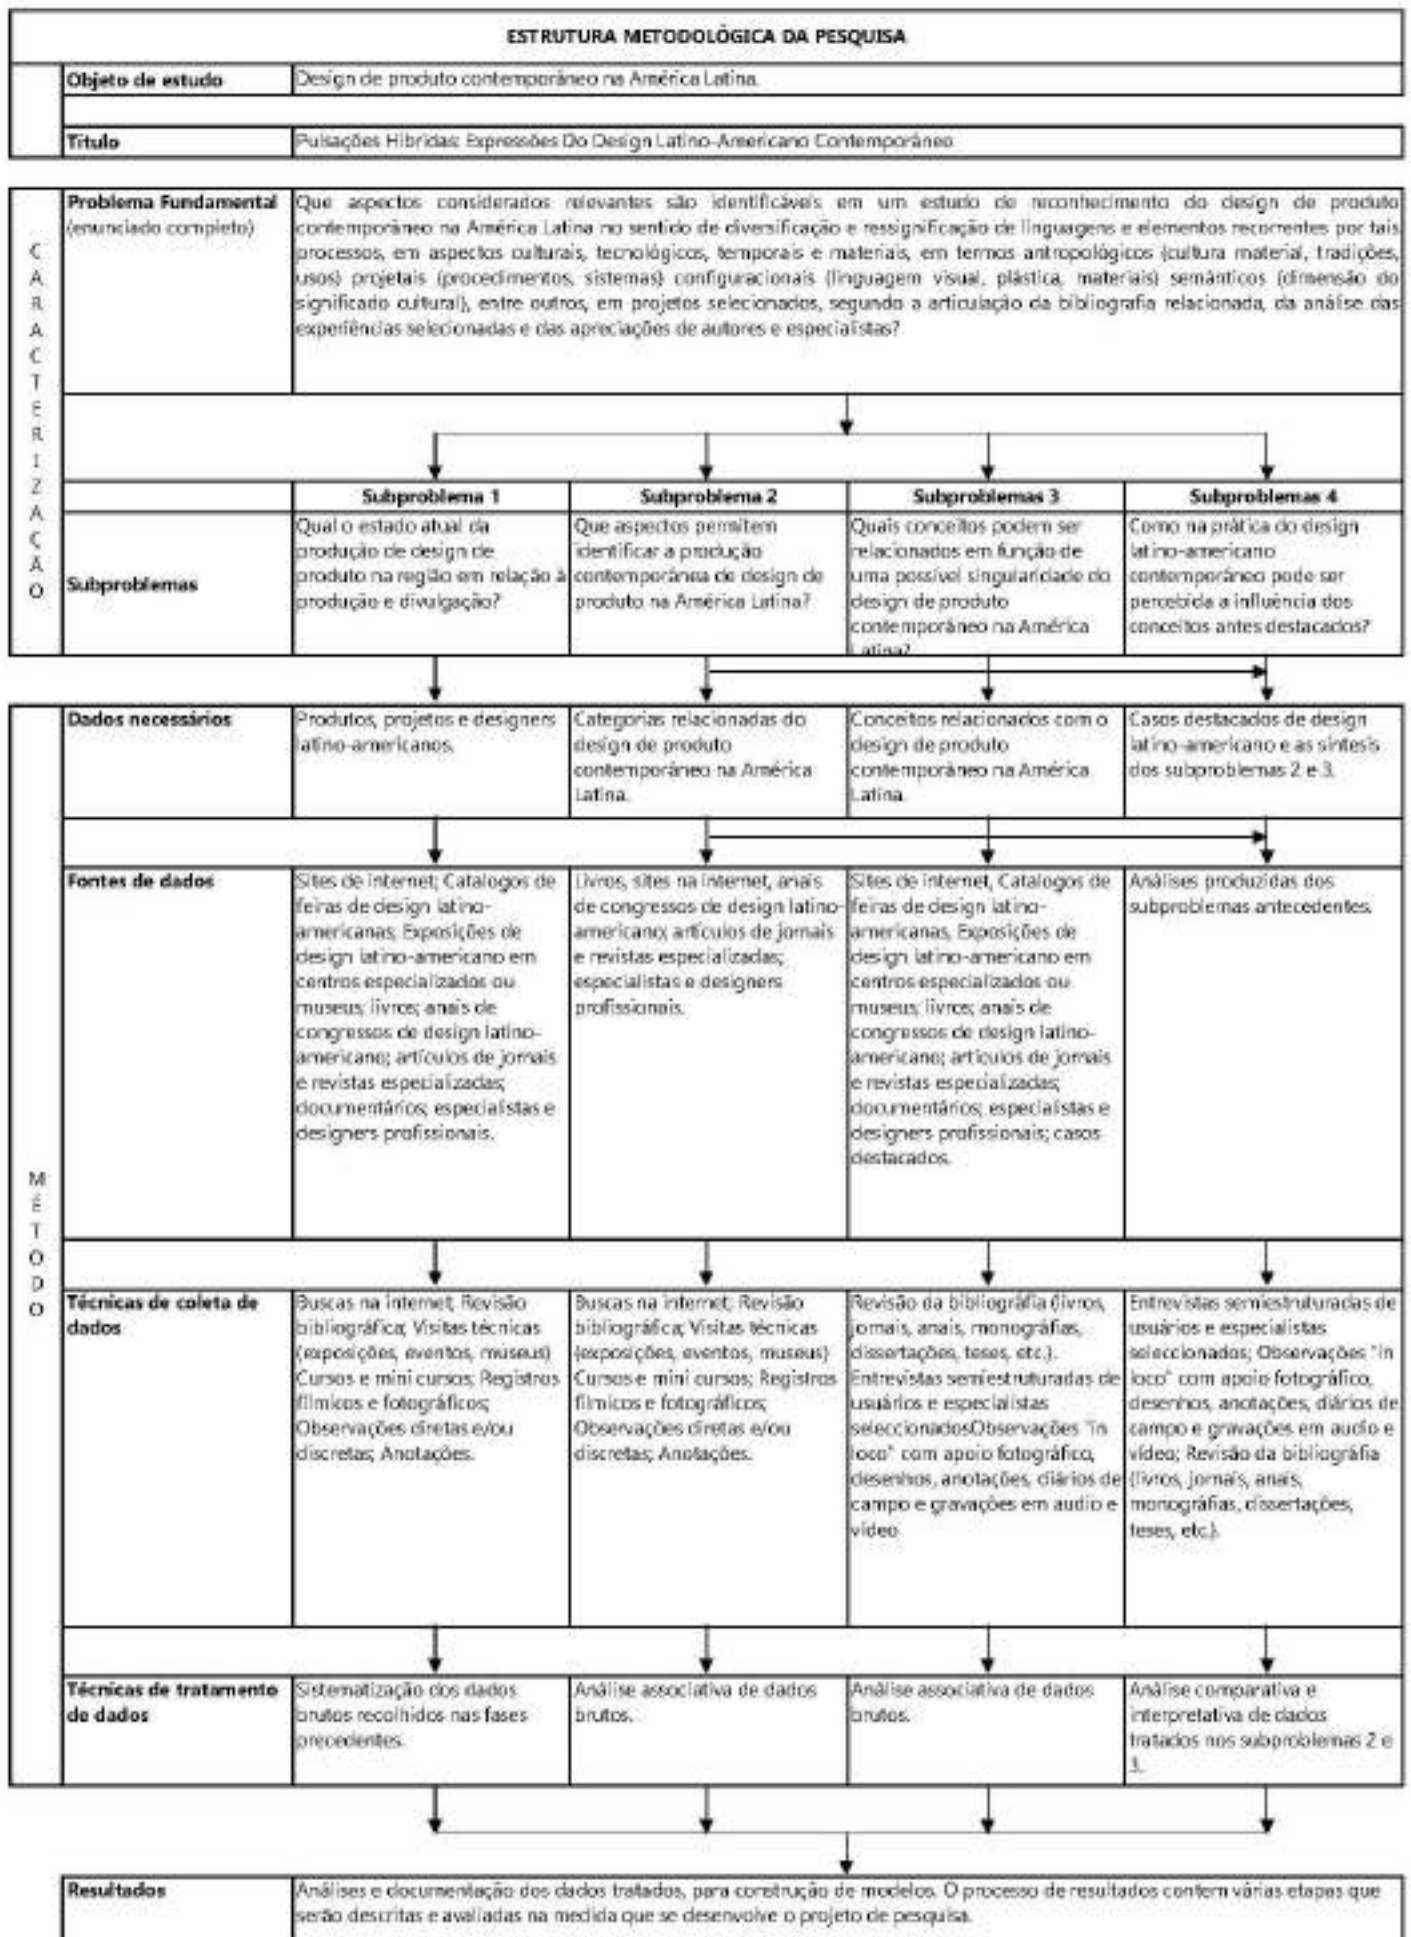 ESTRUTURA METODOLÓGICA DA PESQUISA
Objeto de estudo
Design de produto contemporâneo na América Latina.
Título
Pulsações Híbridas: Expressões Do Design Latino-Americano Contemporâneo
CARACTERIZAÇÃO
Problema Fundamental
(enunciado completo)
Que aspectos considerados relevantes são identificáveis em um estudo de reconhecimento do design de produto
contemporâneo na América Latina no sentido de diversificação e ressignificação de linguagens e elementos recorrentes por tais
processos, em aspectos culturais, tecnológicos, temporais e materiais, em termos antropológicos (cultura material, tradições,
usos) projetais (procedimentos, sistemas) configuracionais (linguagem visual, plástica, materiais) semânticos (dimensão do
significado cultural), entre outros, em projetos selecionados, segundo a articulação da bibliografia relacionada, da análise das
experiências selecionadas e das apreciações de autores e especialistas?
Subproblemas
Subproblema 1
Qual o estado atual da
produção de design de
produto na região em relação à
produção e divulgação?
Subproblema 2
Que aspectos permitem
identificar a produção
contemporânea de design de
produto na América Latina?
Subproblemas 3
Quais conceitos podem ser
relacionados em função de
uma possível singularidade do
design de produto
contemporâneo na América
Latina?
Subproblemas 4
Como na prática do design
latino-americano
contemporâneo pode ser
percebida a influência dos
conceitos antes destacados?
MÉTODO
Dados necessários
Produtos, projetos e designers
latino-americanos.
Categorias relacionadas do
design de produto
contemporâneo na América
Latina.
Conceitos relacionados com o
design de produto
contemporâneo na América
Latina.
Casos destacados de design
latino-americano e as síntesis
dos subproblemas 2 e 3.
Fontes de dados
Sites de internet; Catalogos de
feiras de design latino-
americanas; Exposições de
design latino-americano em
centros especializados ou
museus; livros; anais de
congressos de design latino-
americano; artículos de jornais
e revistas especializadas;
documentários; especialistas e
designers profissionais.
Livros, sites na internet, anais
de congressos de design latino-
americano; artículos de jornais
e revistas especializadas;
especialistas e designers
profissionais.
Sites de internet, Catalogos de
feiras de design latino-
americanas, Exposições de
design latino-americano em
centros especializados ou
museus; livros; anais de
congressos de design latino-
americano; artículos de jornais
e revistas especializadas;
documentários; especialistas e
designers profissionais; casos
destacados.
Análises produzidas dos
subproblemas antecedentes.
Técnicas de coleta de
dados
Buscas na internet; Revisão
bibliográfica; Visitas técnicas
(exposições, eventos, museus)
Cursos e mini cursos; Registros
fílmicos e fotográficos;
Observações diretas e/ou
discretas; Anotações.
Buscas na internet; Revisão
bibliográfica; Visitas técnicas
(exposições, eventos, museus)
Cursos e mini cursos; Registros
fílmicos e fotográficos;
Observações diretas e/ou
discretas; Anotações.
Revisão da bibliográfia (livros,
jornais, anais, monográfias,
dissertações, teses, etc.).
Entrevistas semiestruturadas de
usuários e especialistas
seleccionadosObservações "in
loco" com apoio fotográfico,
desenhos, anotações, diários de
campo e gravações em audio e
vídeo
Entrevistas semiestruturadas de
usuários e especialistas
seleccionados; Observações "in
loco" com apoio fotográfico,
desenhos, anotações, diários de
campo e gravações em audio e
vídeo; Revisão da bibliográfia
(livros, jornais, anais,
monográfias, dissertações,
teses, etc.).
Técnicas de tratamento
de dados
Sistematização dos dados
brutos recolhidos nas fases
precedentes.
Análise associativa de dados
brutos.
Análise associativa de dados
brutos.
Análise comparativa e
interpretativa de dados
tratados nos subproblemas 2 e
3.
Resultados
Análises e documentação dos dados tratados, para construção de modelos. O processo de resultados contem várias etapas que
serão descritas e avaliadas na medida que se desenvolve o projeto de pesquisa.